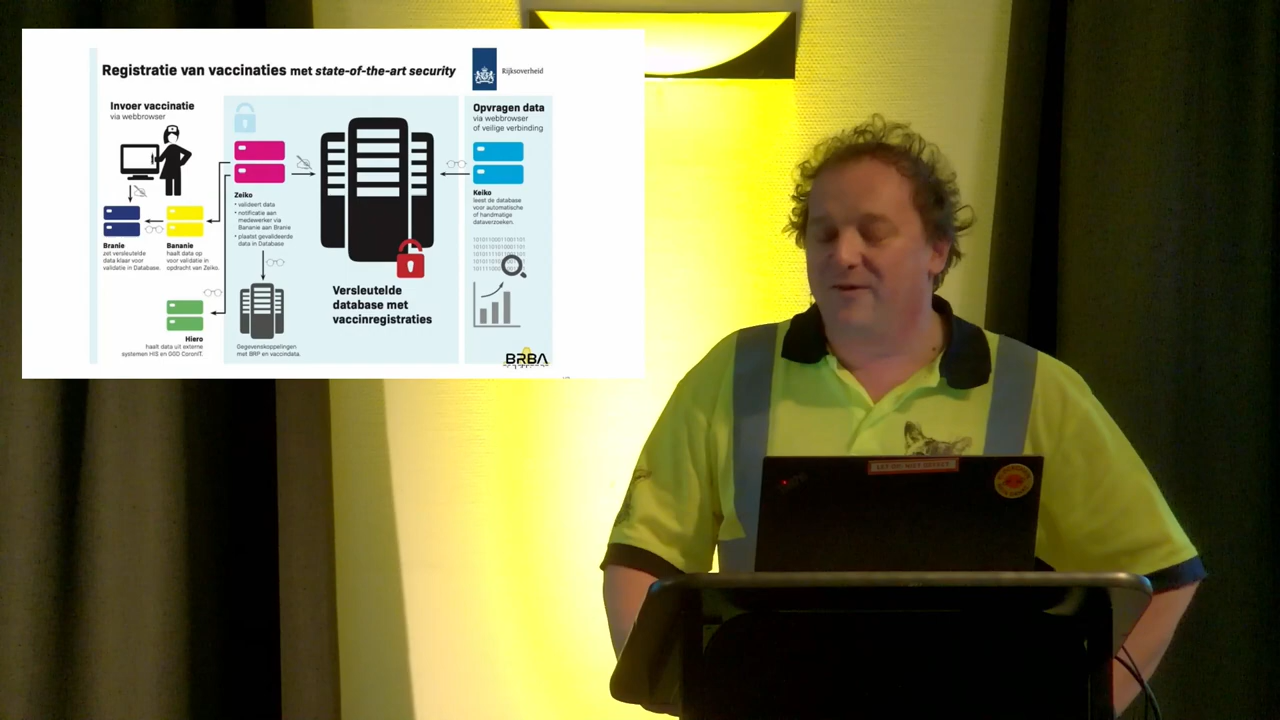 Registratie van vaccinaties met state-of-the-art security
Rijksoverheid
Invoer vaccinatie
via webbrowser
Branie
zet versleutelde
data klaar voor
validatie in Database.
Bananie
haalt data op
voor validatie in
opdracht van Zeiko.
Hiero
haalt data uit externe
systemen HIS en GGD CoronIT.
Zeiko
• valideert data
• notificatie aan
medewerker via
Bananie aan Branie
• plaatst gevalideerde
data in Database
Gegevenskoppelingen
met BRP en vaccindata.
Versleutelde
database met
vaccinregistraties
Opvragen data
via webbrowser
of veilige verbinding
Keiko
leest de database
voor automatische
of handmatige
dataverzoeken.
BRBA